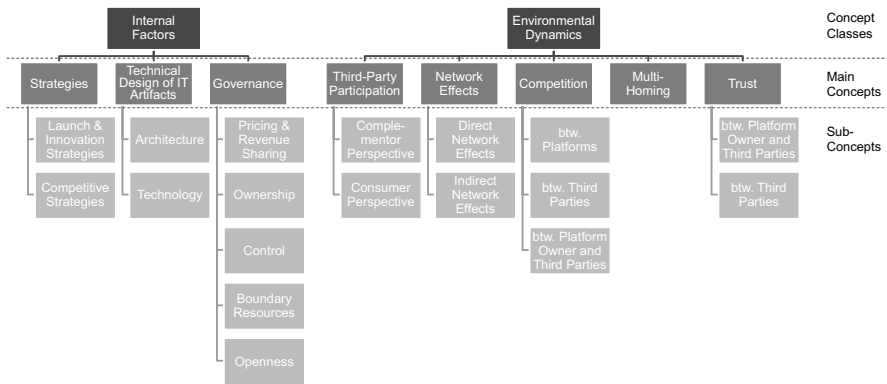 Internal
Factors
Environmental
Dynamics
Concept
Classes
Strategies
Technical
Design of IT
Artifacts
Governance
Third-Party
Participation
Network
Effects
Competition
Multi-
Homing
Trust
Main
Concepts
Launch &
Innovation
Strategies
Architecture
Pricing &
Revenue
Sharing
Comple-
mentor
Perspective
Direct
Network
Effects
btw.
Platforms
btw. Platform
Owner and
Third Parties
Sub-
Concepts
Competitive
Strategies
Technology
Ownership
Consumer
Perspective
Indirect
Network
Effects
btw. Third
Parties
btw. Third
Parties
Control
btw. Platform
Owner and
Third Parties
Boundary
Resources
Openness